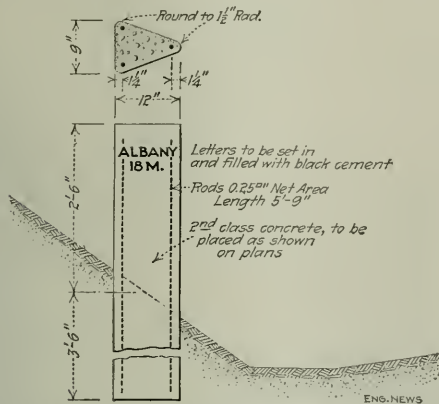 Round to 1½" Rad.
9"
1¼"
1¼"
12"
ALBANY
18 M.
Letters to be set in
and filled with black cement
Rods 0.25□" Net Area
Length 5'-9"
2nd class concrete, to be
placed as shown
on plans
2'6"
3'6"
ENG. NEWS